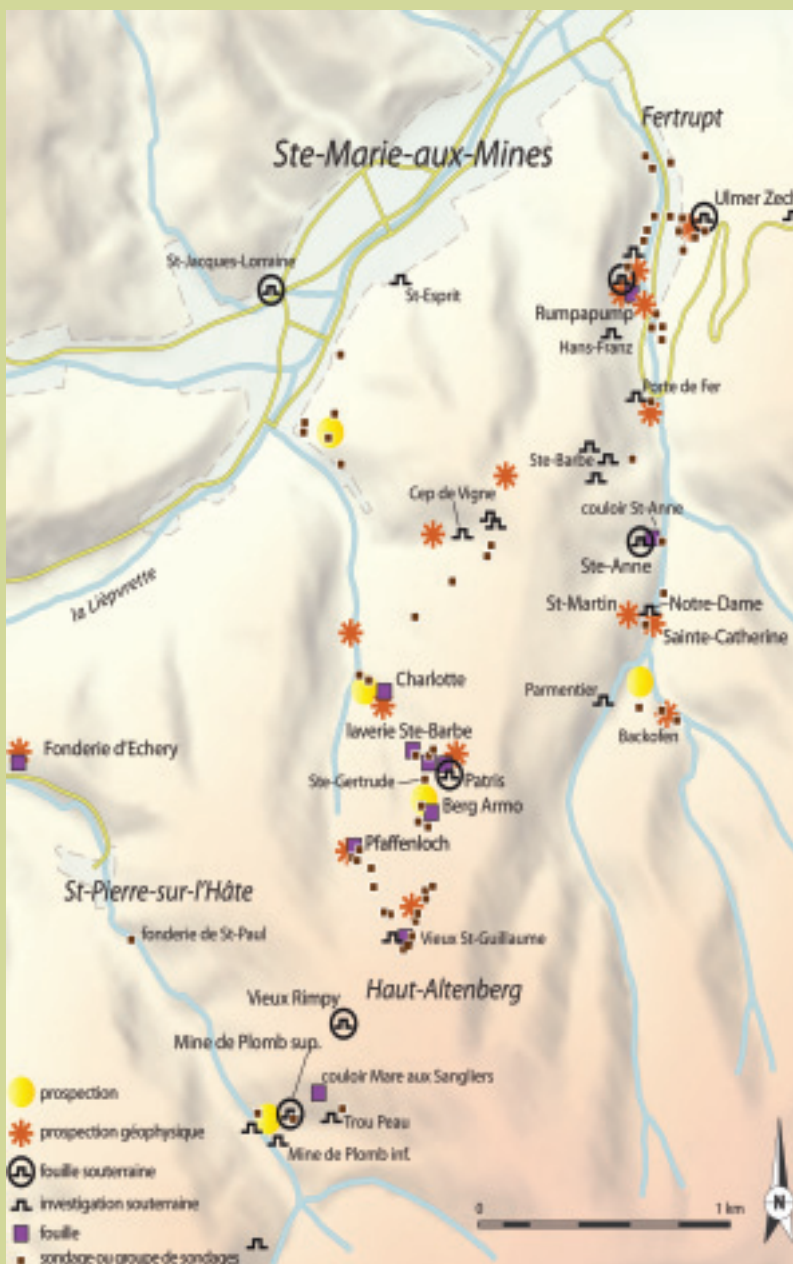 Fertrupt
Ste-Marie-aux-Mines
Ulmer Zech
St-Jacques-Lorraine
St-Esprit
Rumpapump
Hans-Franz
Porte de Fer
Ste-Barbe
Cep de Vigne
couloir St-Anne
Ste-Anne
la Lièpvrette
St-Martin
Notre-Dame
Sainte-Catherine
Charlotte
Parmentier
Backofen
laverie Ste-Barbe
Fonderie d'Echery
Ste-Gertrude
Patris
Berg Armo
Pfaffenloch
St-Pierre-sur-l'Hâte
fonderie de St-Paul
Vieux St-Guillaume
Haut-Altenberg
Vieux Rimpy
Mine de Plomb sup.
couloir Mare aux Sangliers
Trou Peau
Mine de Plomb inf.
prospection
prospection géophysique
fouille souterraine
investigation souterraine
fouille
sondage ou groupe de sondages
0 1 km
N